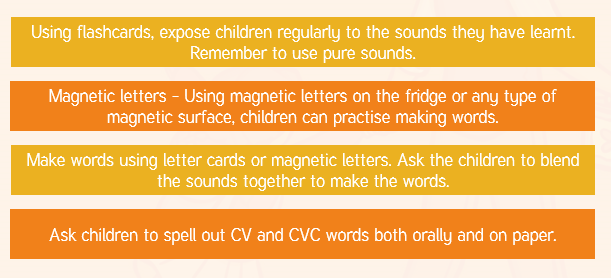 Using flashcards, expose children regularly to the sounds they have learnt.
Remember to use pure sounds.
Magnetic letters - Using magnetic letters on the fridge or any type of
magnetic surface, children can practise making words.
Make words using letter cards or magnetic letters. Ask the children to blend
the sounds together to make the words.
Ask children to spell out CV and CVC words both orally and on paper.